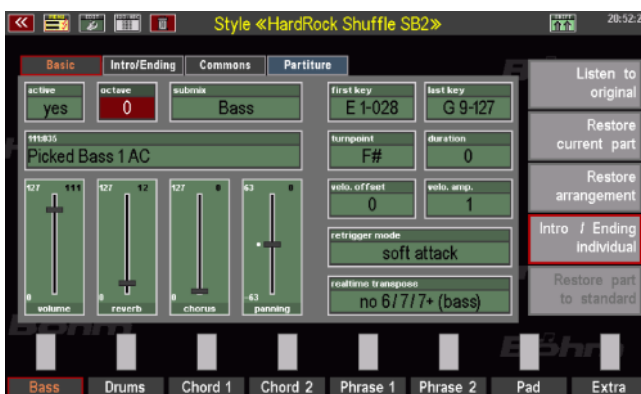 Style «HardRock Shuffle SB2»
20:52:2
Basic Intro/Ending Commons Partiture
active octave submix first key last key
yes 0 Bass E 1-028 G 9-127
111:035 turnpoint duration
Picked Bass 1 AC F# 0
127 111 127 12 127 0 63 0 velo. offset velo. amp.
0 1
retrigger mode
soft attack
realtime transpose
0 0 0 -63 no 6/7/7+ (bass)
volume reverb chorus panning
Listen to
original
Restore
current part
Restore
arrangement
Intro / Ending
individual
Restore part
to standard
Böhm
Böhm
Bass Drums Chord 1 Chord 2 Phrase 1 Phrase 2 Pad Extra